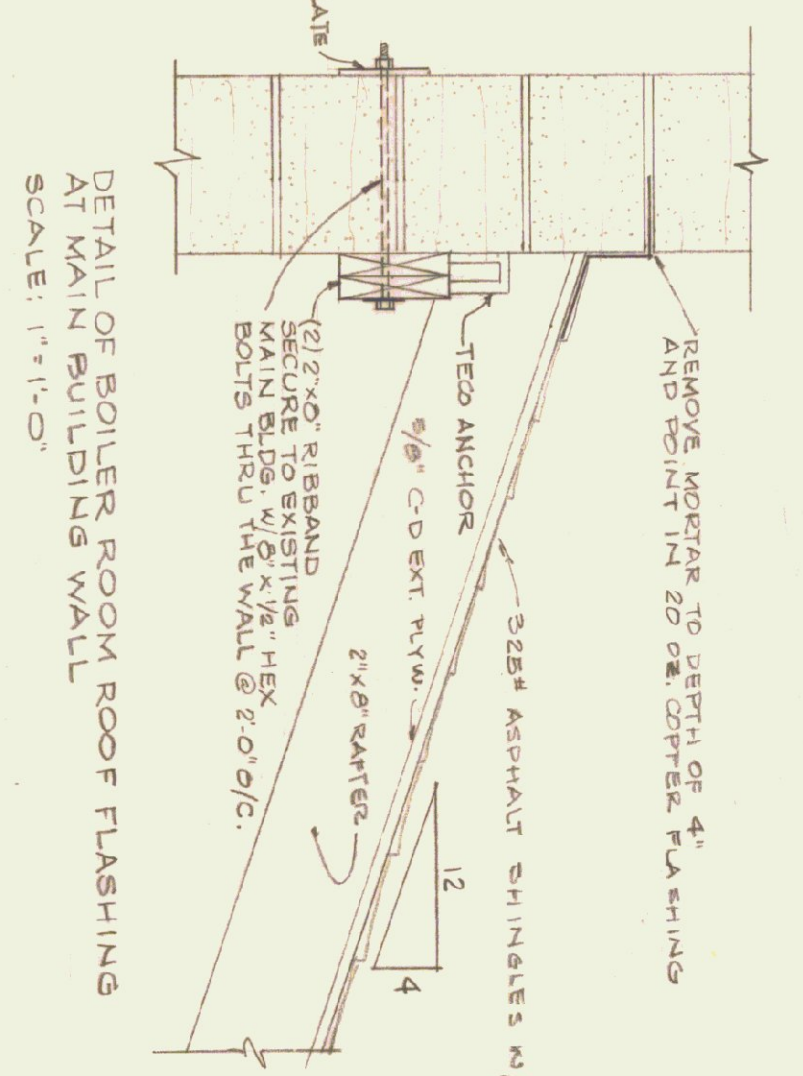 REMOVE MORTAR TO DEPTH OF 4"
AND POINT IN 20 OZ. COPPER FLASHING
325# ASPHALT SHINGLES
12
4
5/8" C-D EXT. PLYW.
2"x8" RAFTER
TECO ANCHOR
(2) 2"x8" RIBBAND
SECURE TO EXISTING
MAIN BLDG. W/8" x 1/2" HEX
BOLTS THRU THE WALL @ 2'-0" O/C.
DETAIL OF BOILER ROOM ROOF FLASHING
AT MAIN BUILDING WALL
SCALE: 1"=1'-0"